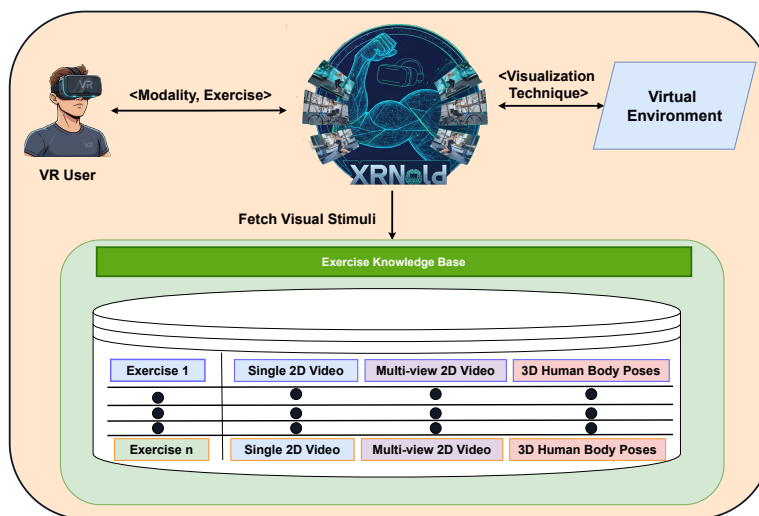 VR
<Modality, Exercise>
<Visualization
Technique>
Virtual
Environment
VR User
XRNold
Fetch Visual Stimuli
Exercise Knowledge Base
Exercise 1
Single 2D Video
Multi-view 2D Video
3D Human Body Poses
Exercise n
Single 2D Video
Multi-view 2D Video
3D Human Body Poses